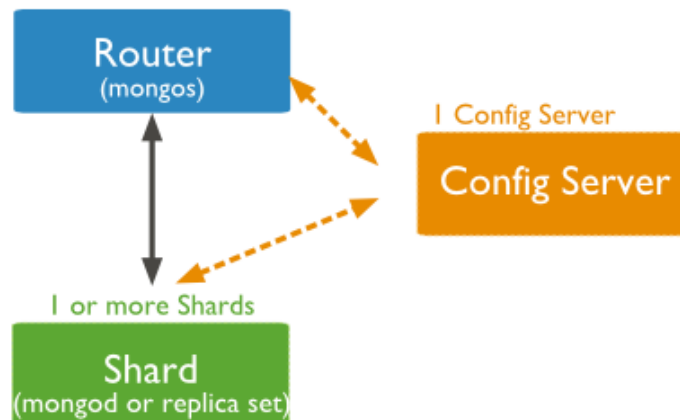 Router
(mongos)
1 Config Server
Config Server
1 or more Shards
Shard
(mongod or replica set)